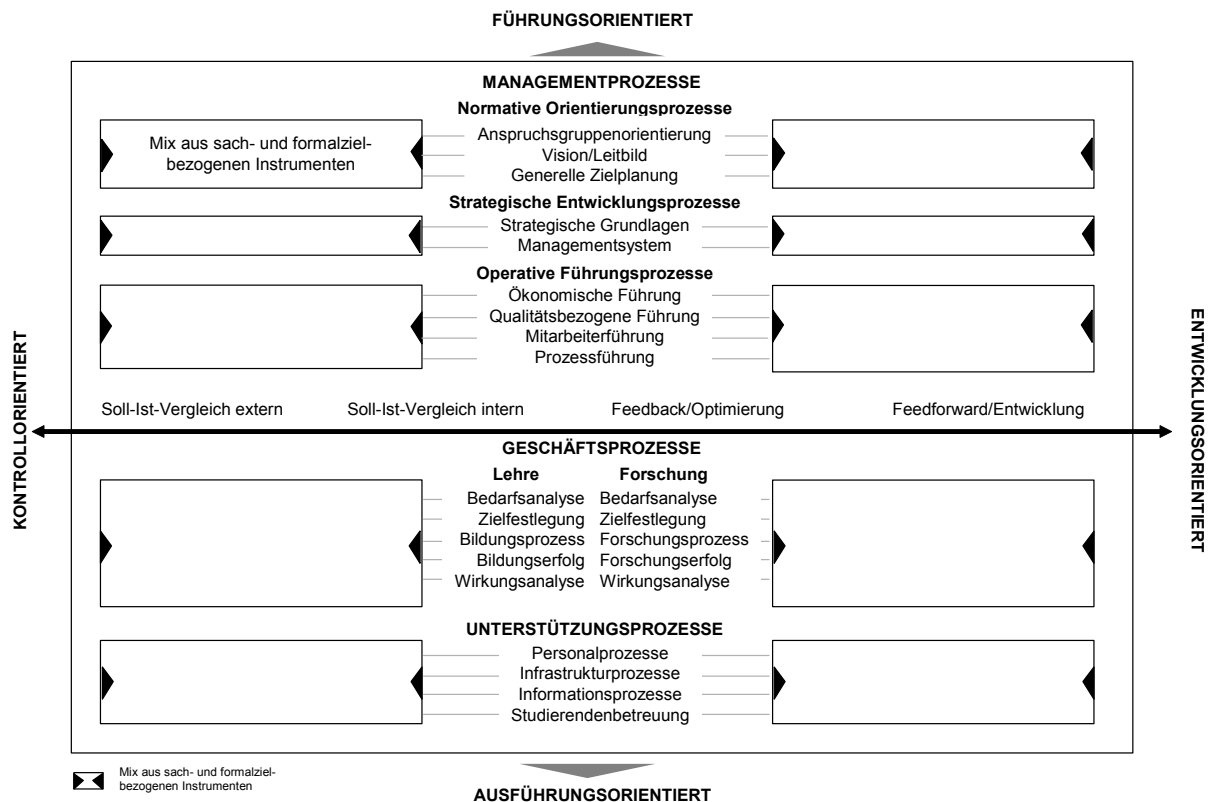 FÜHRUNGSORIENTIERT
MANAGEMENTPROZESSE
Normative Orientierungsprozesse
Mix aus sach- und formalziel-
bezogenen Instrumenten
Anspruchsgruppenorientierung
Vision/Leitbild
Generelle Zielplanung
Strategische Entwicklungsprozesse
Strategische Grundlagen
Managementsystem
Operative Führungsprozesse
Ökonomische Führung
Qualitätsbezogene Führung
Mitarbeiterführung
Prozessführung
KONTROLLORIENTIERT
ENTWICKLUNGSORIENTIERT
Soll-Ist-Vergleich extern Soll-Ist-Vergleich intern Feedback/Optimierung Feedforward/Entwicklung
GESCHÄFTSPROZESSE
Lehre Forschung
Bedarfsanalyse Bedarfsanalyse
Zielfestlegung Zielfestlegung
Bildungsprozess Forschungsprozess
Bildungserfolg Forschungserfolg
Wirkungsanalyse Wirkungsanalyse
UNTERSTÜTZUNGSPROZESSE
Personalprozesse
Infrastrukturprozesse
Informationsprozesse
Studierendenbetreuung
Mix aus sach- und formalziel-
bezogenen Instrumenten
AUSFÜHRUNGSORIENTIERT